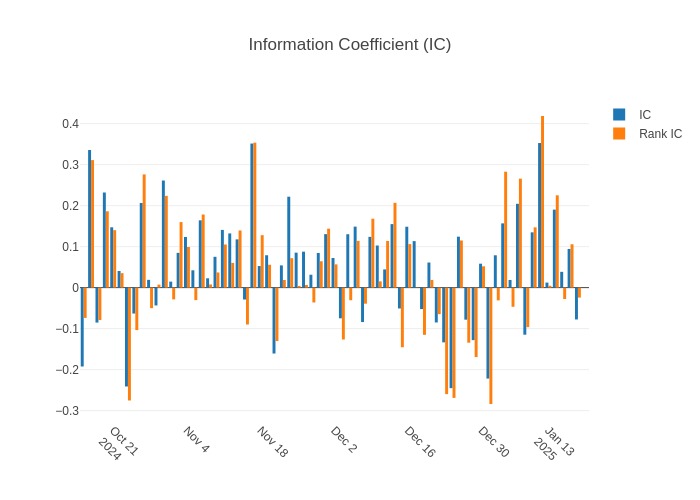 Information Coefficient (IC)
IC
Rank IC
0.4
0.3
0.2
0.1
0
−0.1
−0.2
−0.3
Oct 21
2024
Nov 4
Nov 18
Dec 2
Dec 16
Dec 30
Jan 13
2025